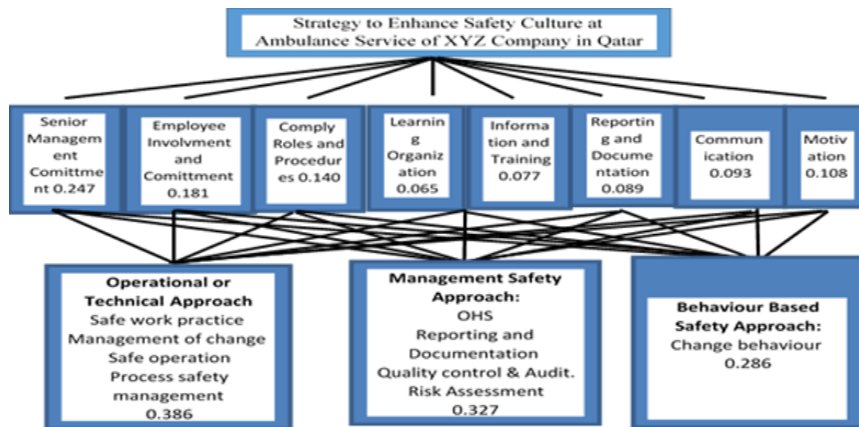 Strategy to Enhance Safety Culture at
Ambulance Service of XYZ Company in Qatar
Senior
Managem
ent
Comittme
nt 0.247
Employee
Involvment
and
Comittment
0.181
Comply
Roles and
Procedur
es 0.140
Learnin
g
Organiz
ation
0.065
Informa
tion and
Training
0.077
Reportin
g and
Docume
ntation
0.089
Commun
ication
0.093
Motiv
ation
0.108
Operational or
Technical Approach
Safe work practice
Management of change
Safe operation
Process safety
management
0.386
Management Safety
Approach:
OHS
Reporting and
Documentation
Quality control & Audit.
Risk Assessment
0.327
Behaviour Based
Safety Approach:
Change behaviour
0.286